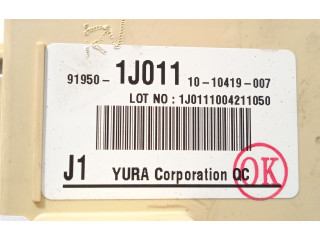 91950-1J011 10-10419-007
LOT NO : 1J0111004211050
J1 YURA Corporation QC
OK